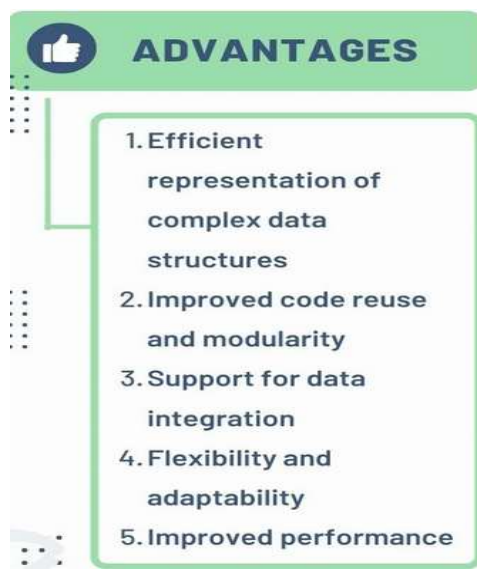 ADVANTAGES
1. Efficient
representation of
complex data
structures
2. Improved code reuse
and modularity
3. Support for data
integration
4. Flexibility and
adaptability
5. Improved performance